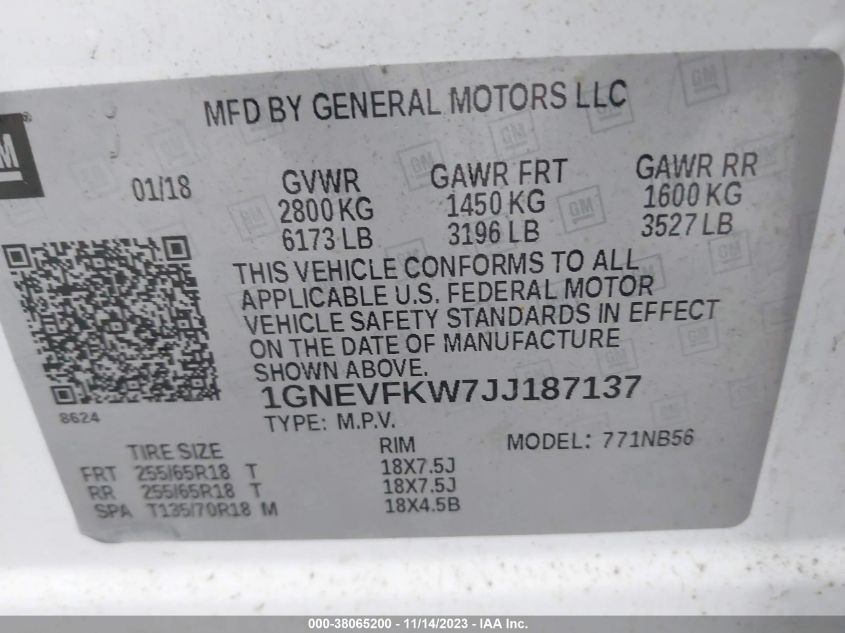 MFD BY GENERAL MOTORS LLC
01/18
GVWR GAWR FRT GAWR RR
2800 KG 1450 KG 1600 KG
6173 LB 3196 LB 3527 LB
THIS VEHICLE CONFORMS TO ALL
APPLICABLE U.S. FEDERAL MOTOR
VEHICLE SAFETY STANDARDS IN EFFECT
ON THE DATE OF MANUFACTURE
SHOWN ABOVE.
1GNEVFKW7JJ187137
8624
TYPE: M.P.V.
TIRE SIZE RIM MODEL: 771NB56
FRT 255/65R18 T 18X7.5J
RR 255/65R18 T 18X7.5J
SPA T135/70R18 M 18X4.5B
000-38065200 - 11/14/2023 - IAA Inc.